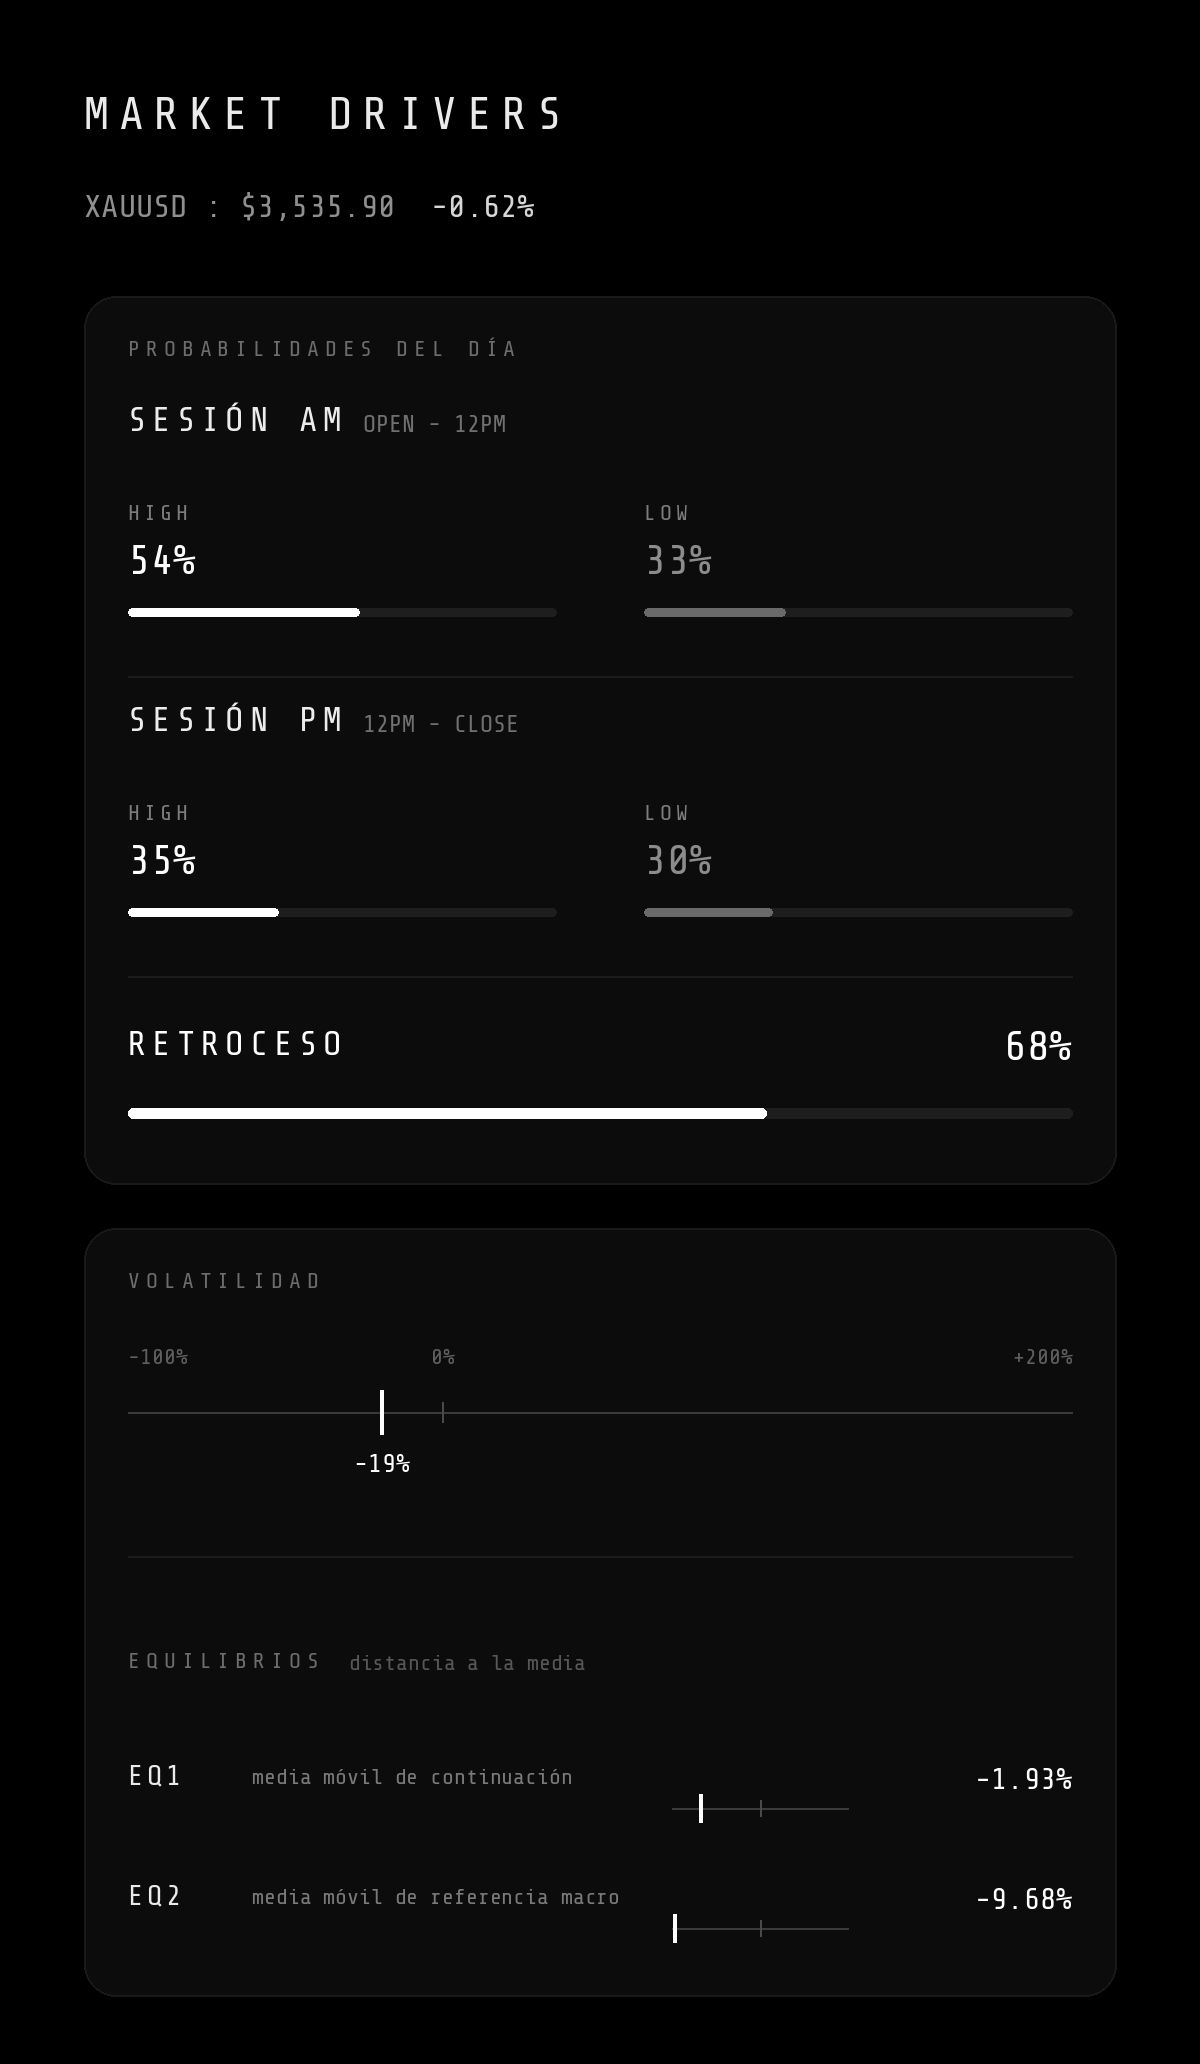 MARKET DRIVERS
XAUUSD : $3,535.90 -0.62%
PROBABILIDADES DEL DÍA
SESIÓN AM OPEN - 12PM
HIGH LOW
54% 33%
SESIÓN PM 12PM - CLOSE
HIGH LOW
35% 30%
RETROCESO 68%
VOLATILIDAD
-100% 0% +200%
-19%
EQUILIBRIOS distancia a la media
EQ1 media móvil de continuación -1.93%
EQ2 media móvil de referencia macro -9.68%